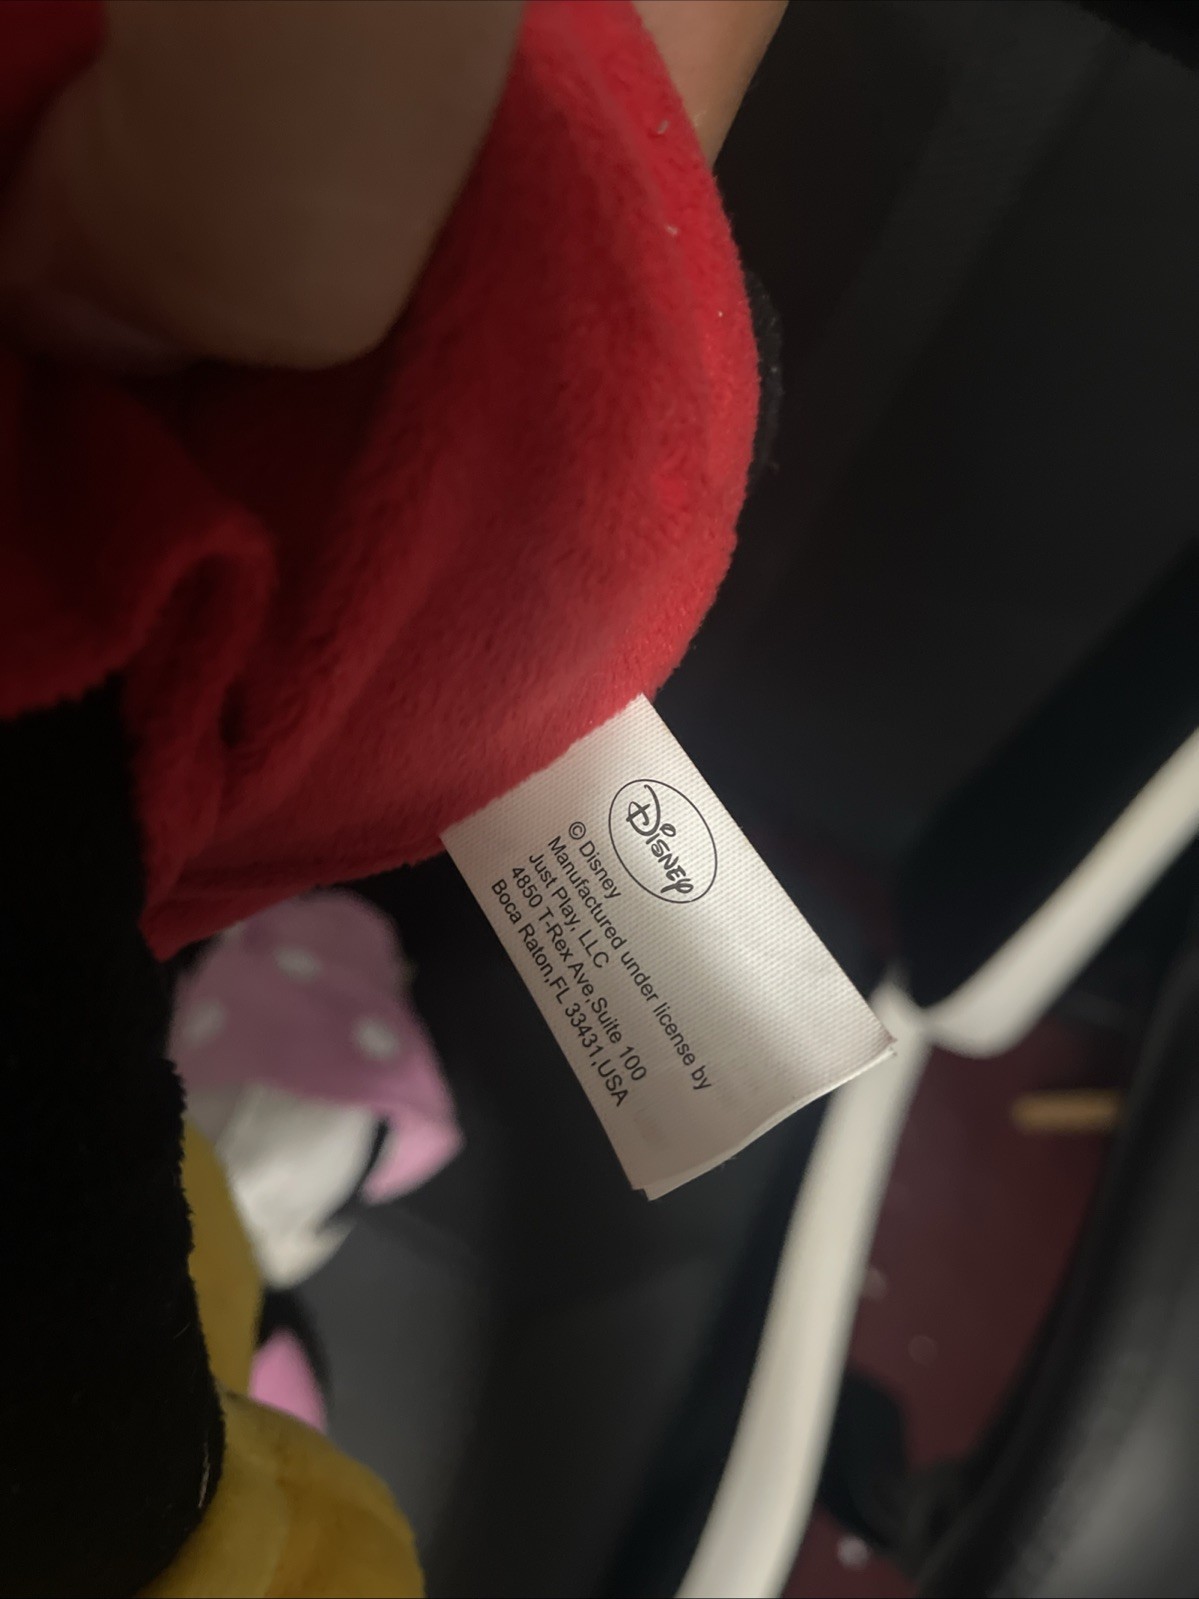 Disney
© Disney
Manufactured under license by
Just Play, LLC
4850 T-Rex Ave,Suite 100
Boca Raton,FL 33431,USA